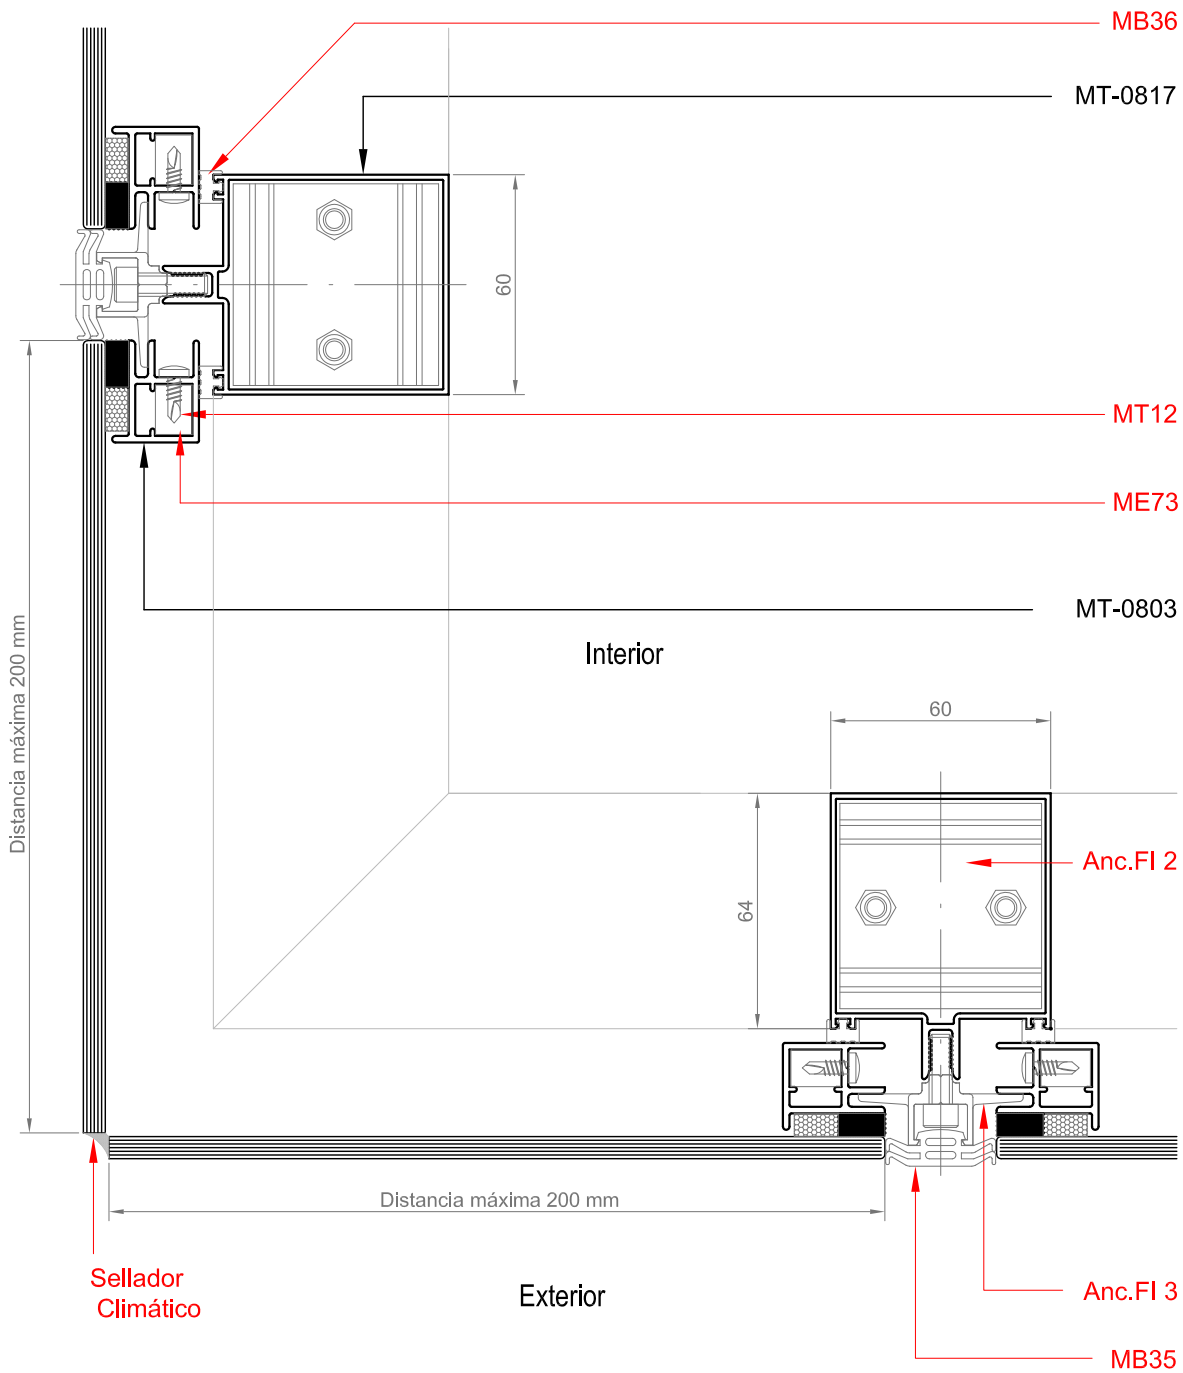 MB36
MT-0817
60
MT12
ME73
MT-0803
Interior
Distancia máxima 200 mm
60
Anc.FI 2
64
Distancia máxima 200 mm
Sellador
Climático
Exterior
Anc.FI 3
MB35